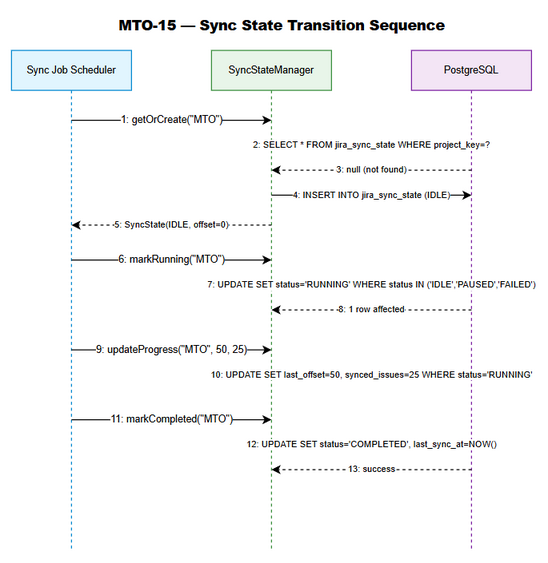 MTO-15 — Sync State Transition Sequence
Sync Job Scheduler
SyncStateManager
PostgreSQL
1: getOrCreate("MTO")
2: SELECT * FROM jira_sync_state WHERE project_key=?
3: null (not found)
4: INSERT INTO jira_sync_state (IDLE)
5: SyncState(IDLE, offset=0)
6: markRunning("MTO")
7: UPDATE SET status='RUNNING' WHERE status IN ('IDLE','PAUSED','FAILED')
8: 1 row affected
9: updateProgress("MTO", 50, 25)
10: UPDATE SET last_offset=50, synced_issues=25 WHERE status='RUNNING'
11: markCompleted("MTO")
12: UPDATE SET status='COMPLETED', last_sync_at=NOW()
13: success